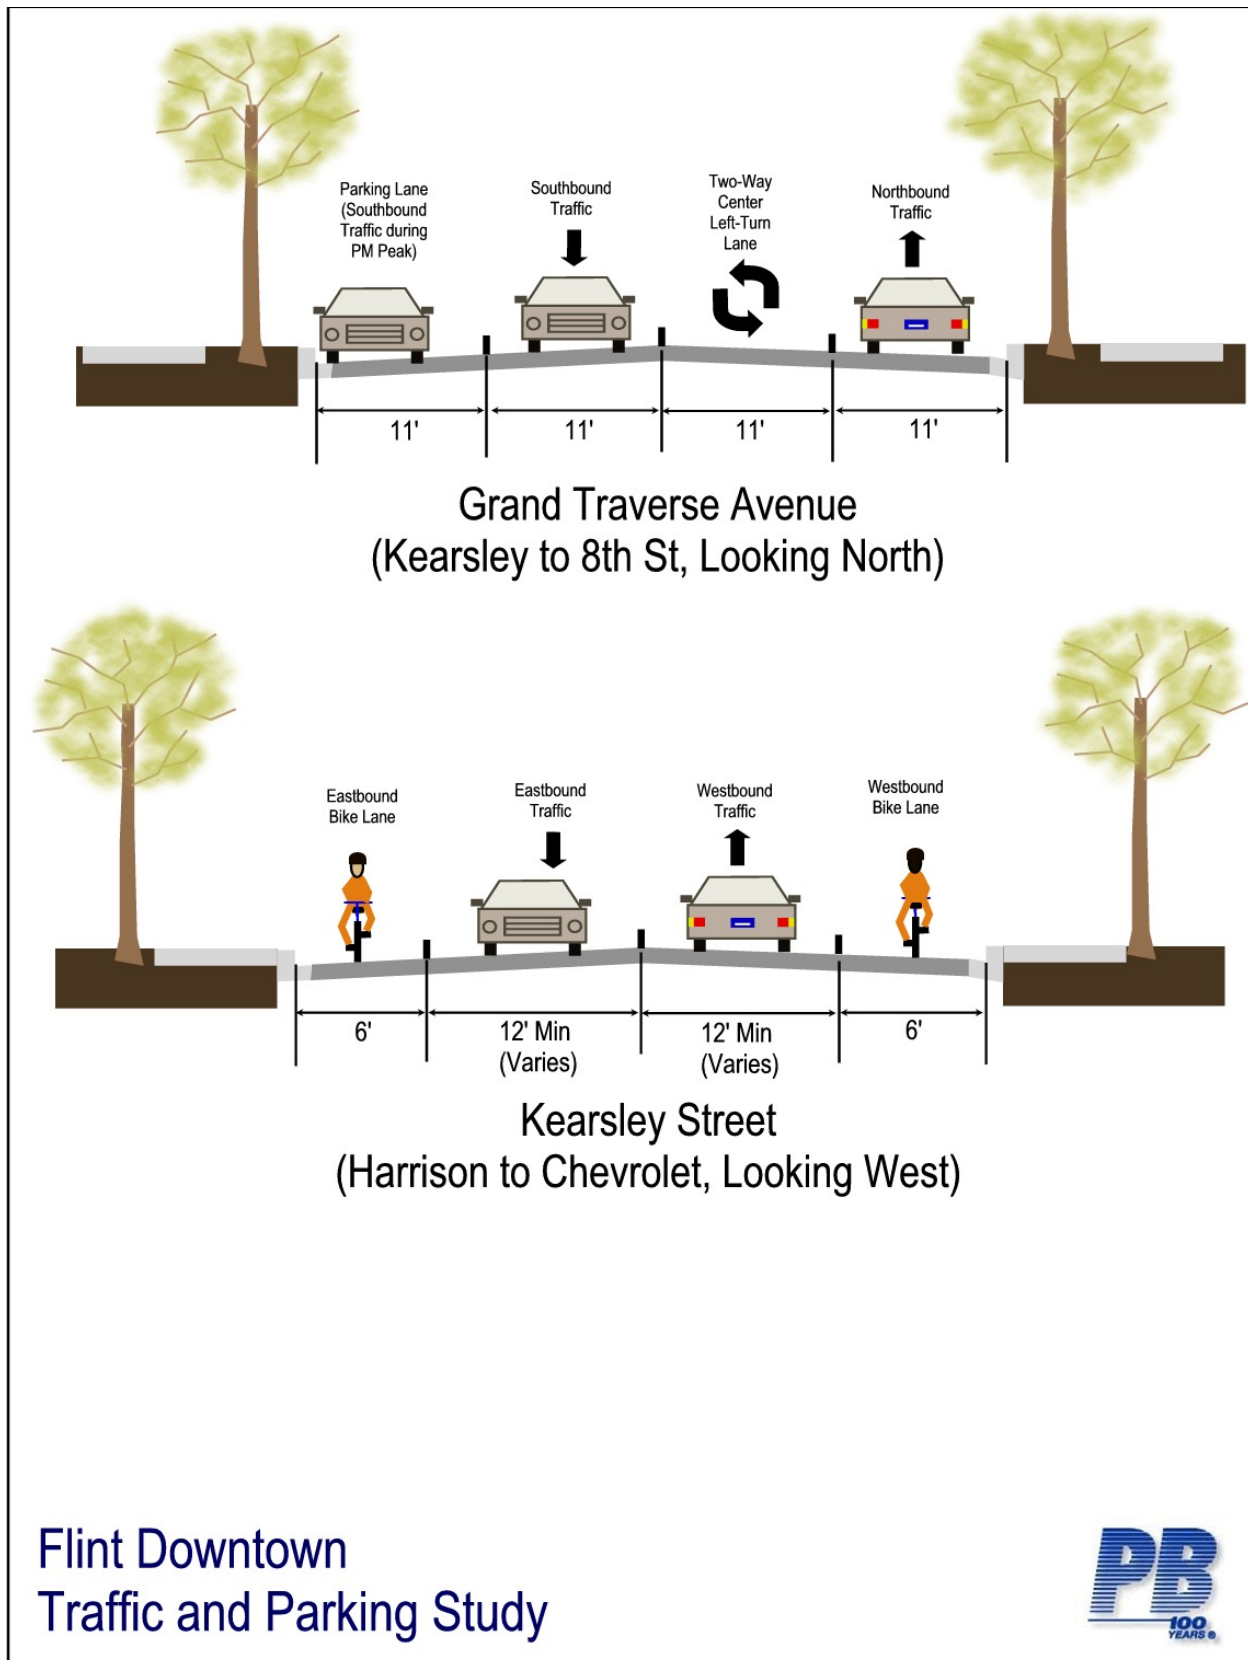 Parking Lane
(Southbound
Traffic during
PM Peak)
Southbound
Traffic
Two-Way
Center
Left-Turn
Lane
Northbound
Traffic
11'
11'
11'
11'
Grand Traverse Avenue
(Kearsley to 8th St, Looking North)
Eastbound
Bike Lane
Eastbound
Traffic
Westbound
Traffic
Westbound
Bike Lane
6'
12' Min
(Varies)
12' Min
(Varies)
6'
Kearsley Street
(Harrison to Chevrolet, Looking West)
Flint Downtown
Traffic and Parking Study
PB
100
YEARS ®